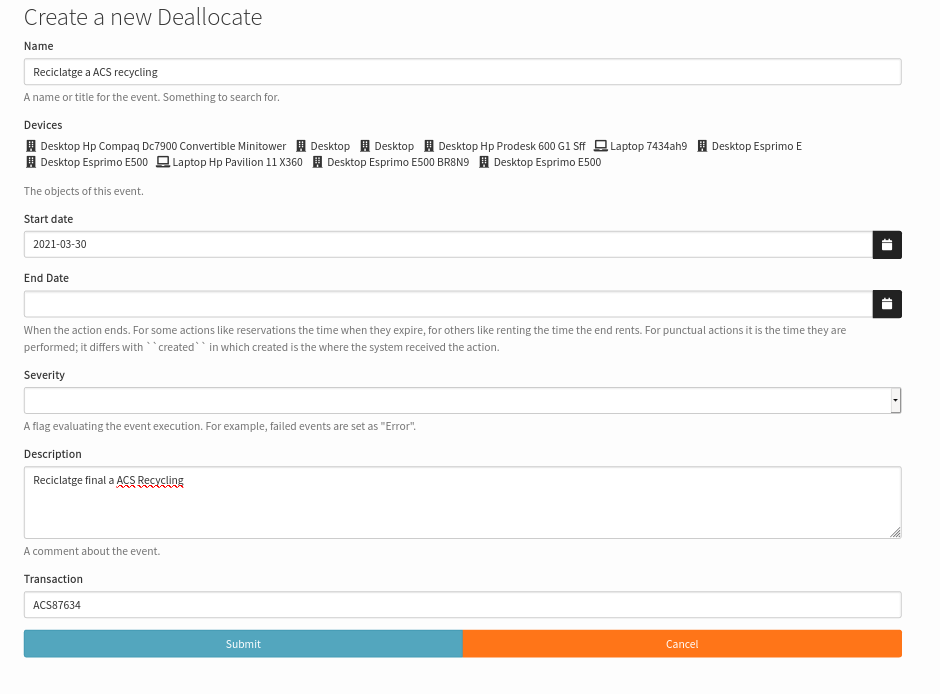 Create a new Deallocate
Name
Reciclatge a ACS recycling
A name or title for the event. Something to search for.
Devices
Desktop Hp Compaq Dc7900 Convertible Minitower Desktop Desktop Desktop Hp Prodesk 600 G1 Sff Laptop 7434ah9 Desktop Esprimo E
Desktop Esprimo E500 Laptop Hp Pavilion 11 X360 Desktop Esprimo E500 BR8N9 Desktop Esprimo E500
The objects of this event.
Start date
2021-03-30
End Date
When the action ends. For some actions like reservations the time when they expire, for others like renting the time the end rents. For punctual actions it is the time they are
performed; it differs with ``created`` in which created is the where the system received the action.
Severity
A flag evaluating the event execution. For example, failed events are set as "Error".
Description
Reciclatge final a ACS Recycling
A comment about the event.
Transaction
ACS87634
Submit Cancel